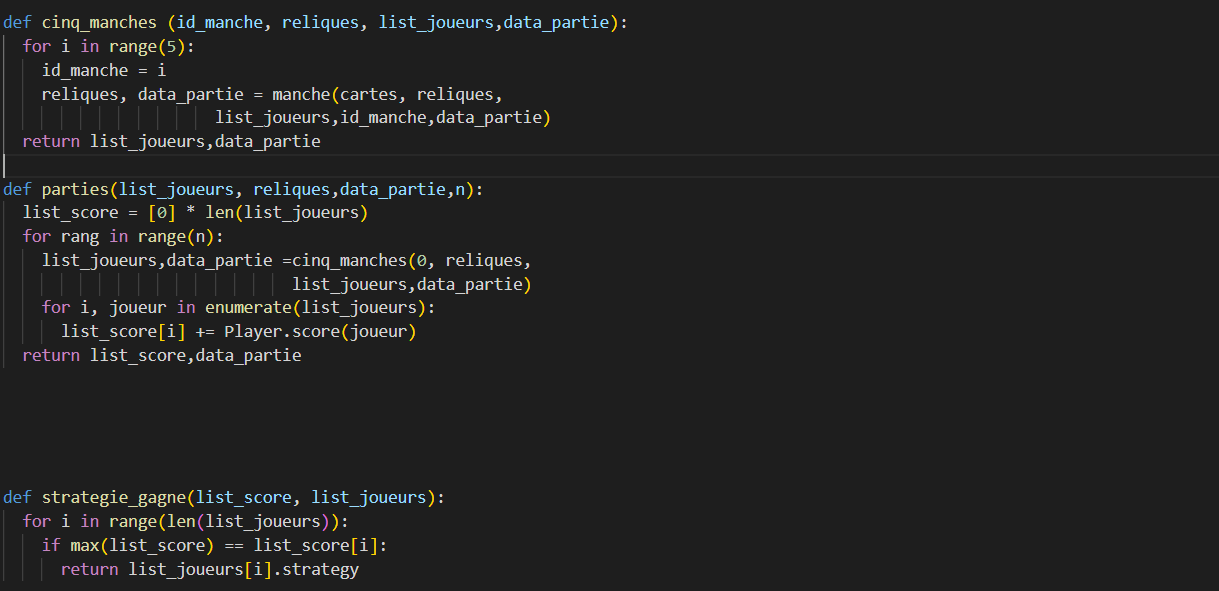 def cinq_manches (id_manche, reliques, list_joueurs,data_partie):
  for i in range(5):
    id_manche = i
    reliques, data_partie = manche(cartes, reliques,
                      list_joueurs,id_manche,data_partie)
  return list_joueurs,data_partie

def parties(list_joueurs, reliques,data_partie,n):
  list_score = [0] * len(list_joueurs)
  for rang in range(n):
    list_joueurs,data_partie =cinq_manches(0, reliques,
                              list_joueurs,data_partie)
    for i, joueur in enumerate(list_joueurs):
      list_score[i] += Player.score(joueur)
  return list_score,data_partie

def strategie_gagne(list_score, list_joueurs):
  for i in range(len(list_joueurs)):
    if max(list_score) == list_score[i]:
      return list_joueurs[i].strategy